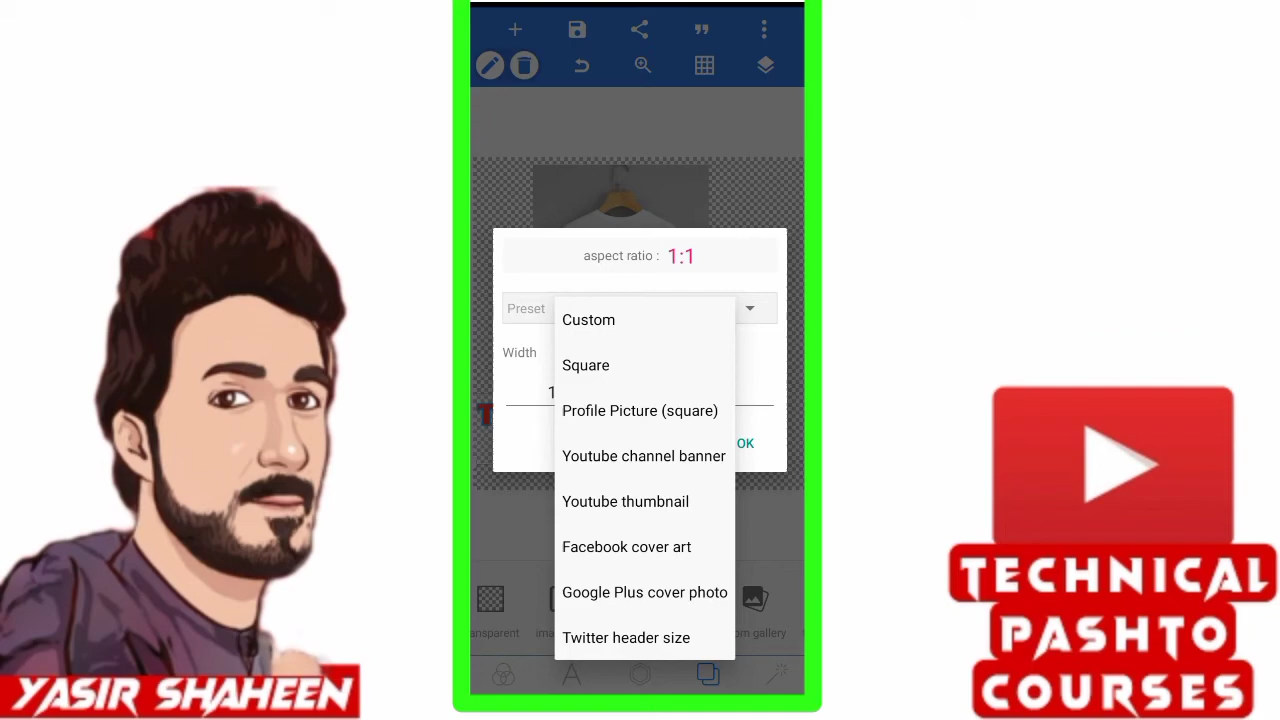 aspect ratio : 1:1
Preset
Custom
Square
Width
1
Profile Picture (square)
OK
Youtube channel banner
Youtube thumbnail
Facebook cover art
Google Plus cover photo
Twitter header size
YASIR SHAHEEN
TECHNICAL
PASHTO
COURSES